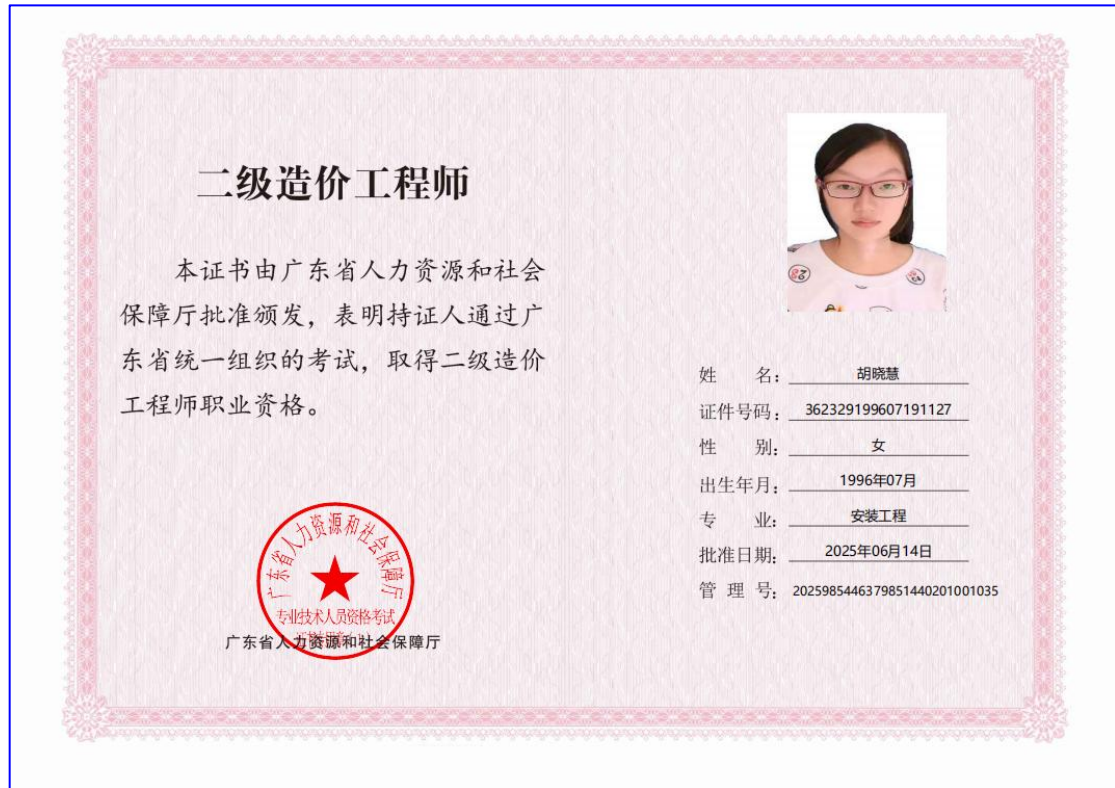 二级造价工程师
本证书由广东省人力资源和社会
保障厅批准颁发，表明持证人通过广
东省统一组织的考试，取得二级造价
工程师职业资格。
广东省人力资源和社会保障厅
专业技术人员资格考试
广东省人力资源和社会保障厅
姓 名：胡晓慧
证件号码：362329199607191127
性 别：女
出生年月：1996年07月
专 业：安装工程
批准日期：2025年06月14日
管 理 号：20259854463798514402010010​35